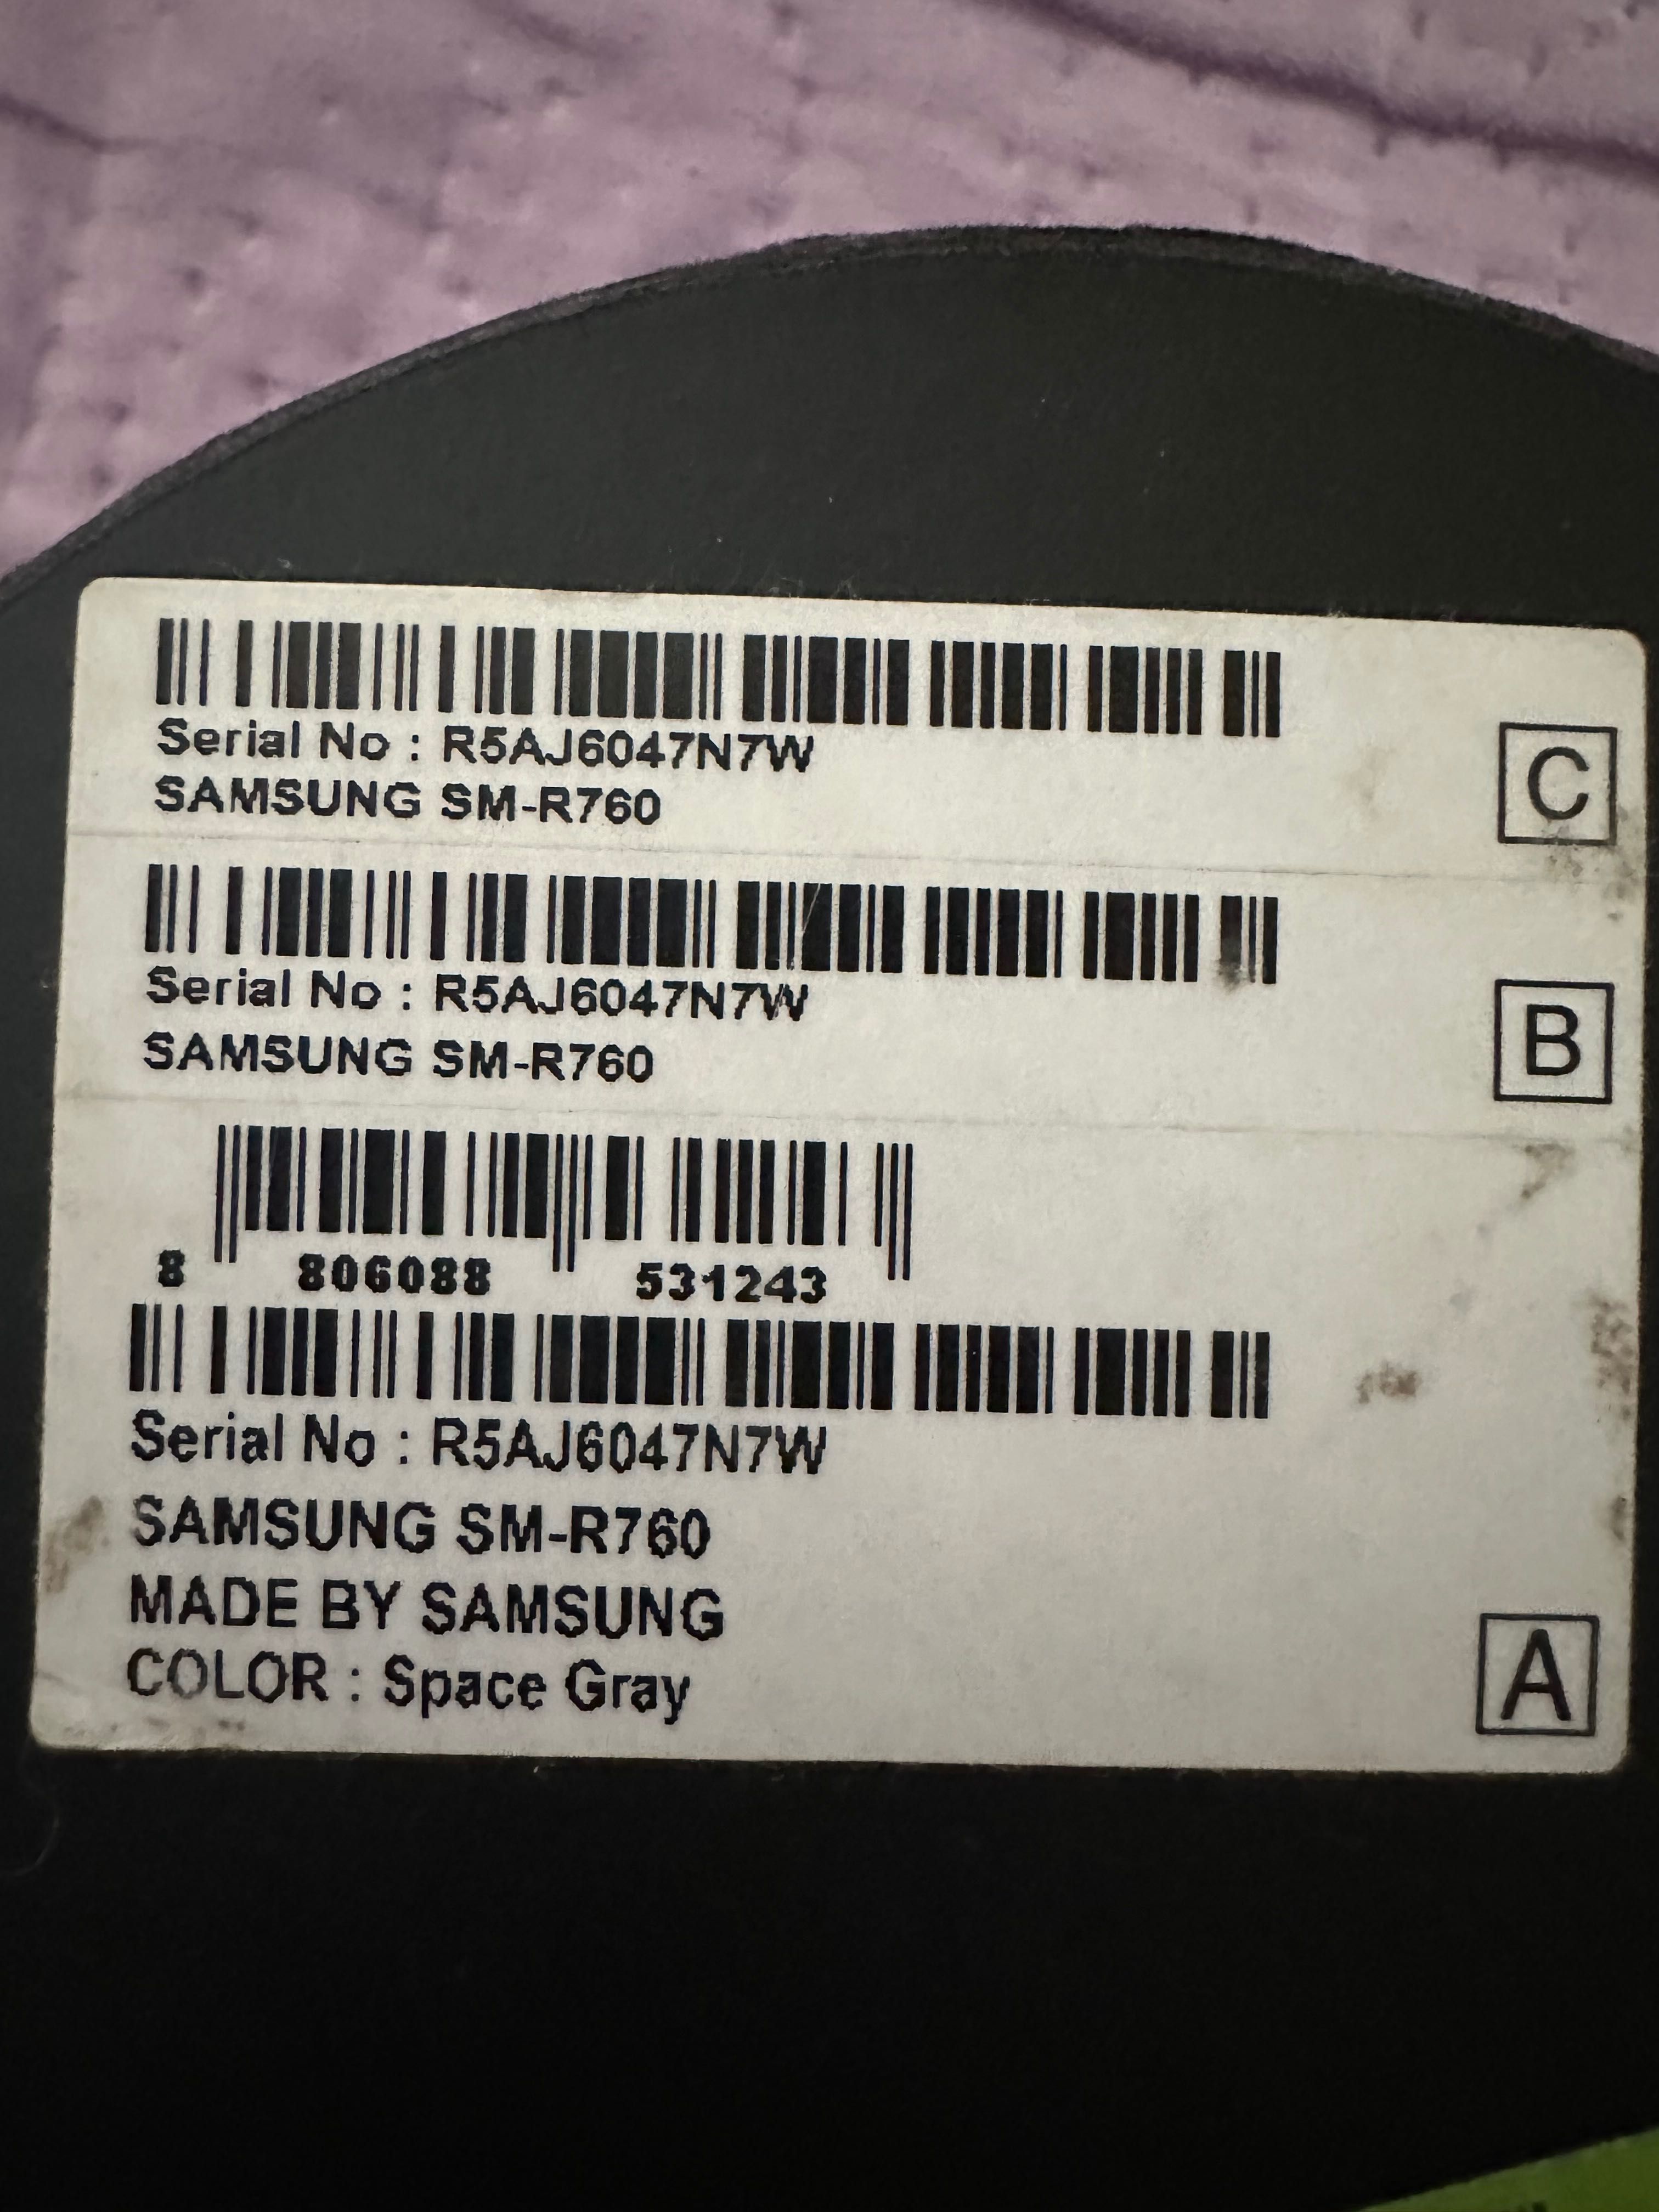 Serial No : R5AJ6047N7W
SAMSUNG SM-R760
C
Serial No : R5AJ6047N7W
SAMSUNG SM-R760
B
8 806088 531243
Serial No : R5AJ6047N7W
SAMSUNG SM-R760
MADE BY SAMSUNG
COLOR : Space Gray
A